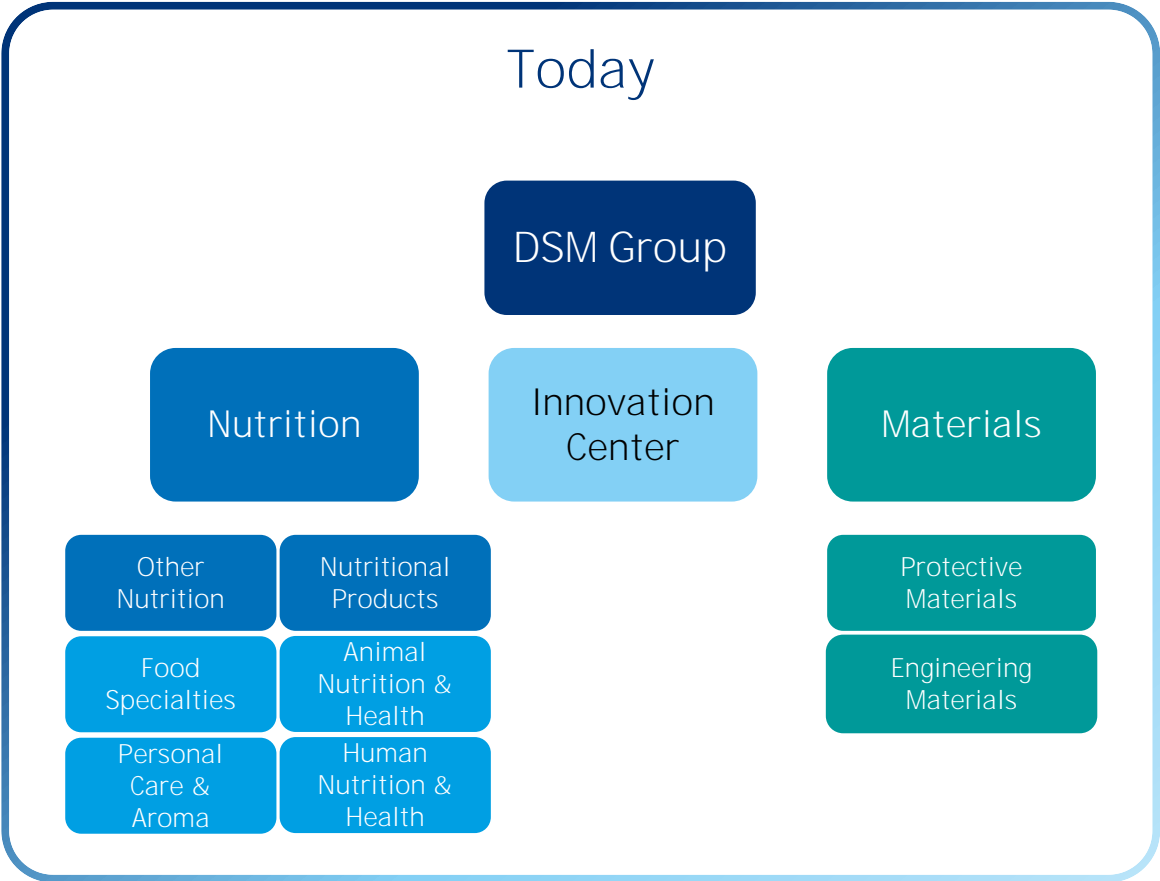 Today
DSM Group
Nutrition
Innovation
Center
Materials
Other
Nutrition
Nutritional
Products
Protective
Materials
Food
Specialties
Animal
Nutrition &
Health
Engineering
Materials
Personal
Care &
Aroma
Human
Nutrition &
Health